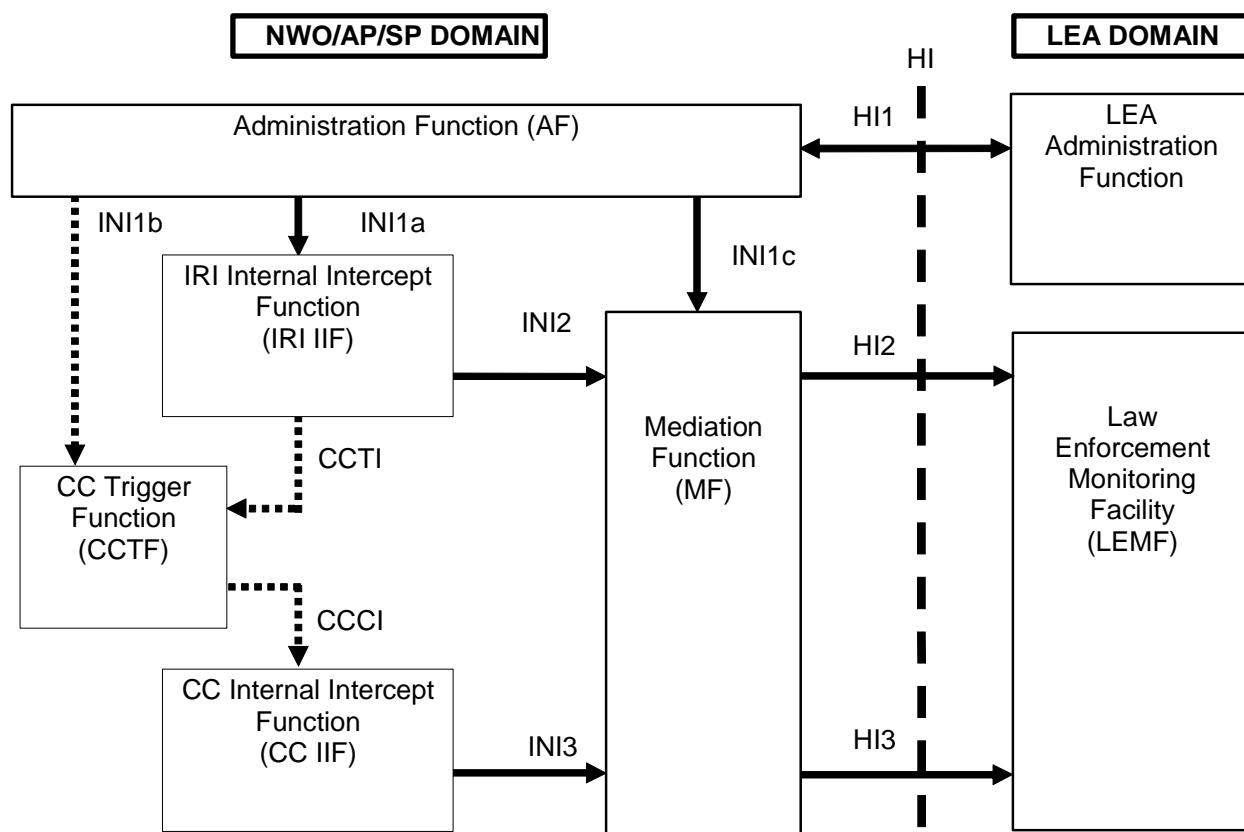 NWO/AP/SP DOMAIN
LEA DOMAIN
HI
Administration Function (AF)
HI1
LEA
Administration
Function
INI1b
INI1a
INI1c
IRI Internal Intercept
Function
(IRI IIF)
INI2
HI2
Mediation
Function
(MF)
Law
Enforcement
Monitoring
Facility
(LEMF)
CCTI
CC Trigger
Function
(CCTF)
CCCI
CC Internal Intercept
Function
(CC IIF)
INI3
HI3